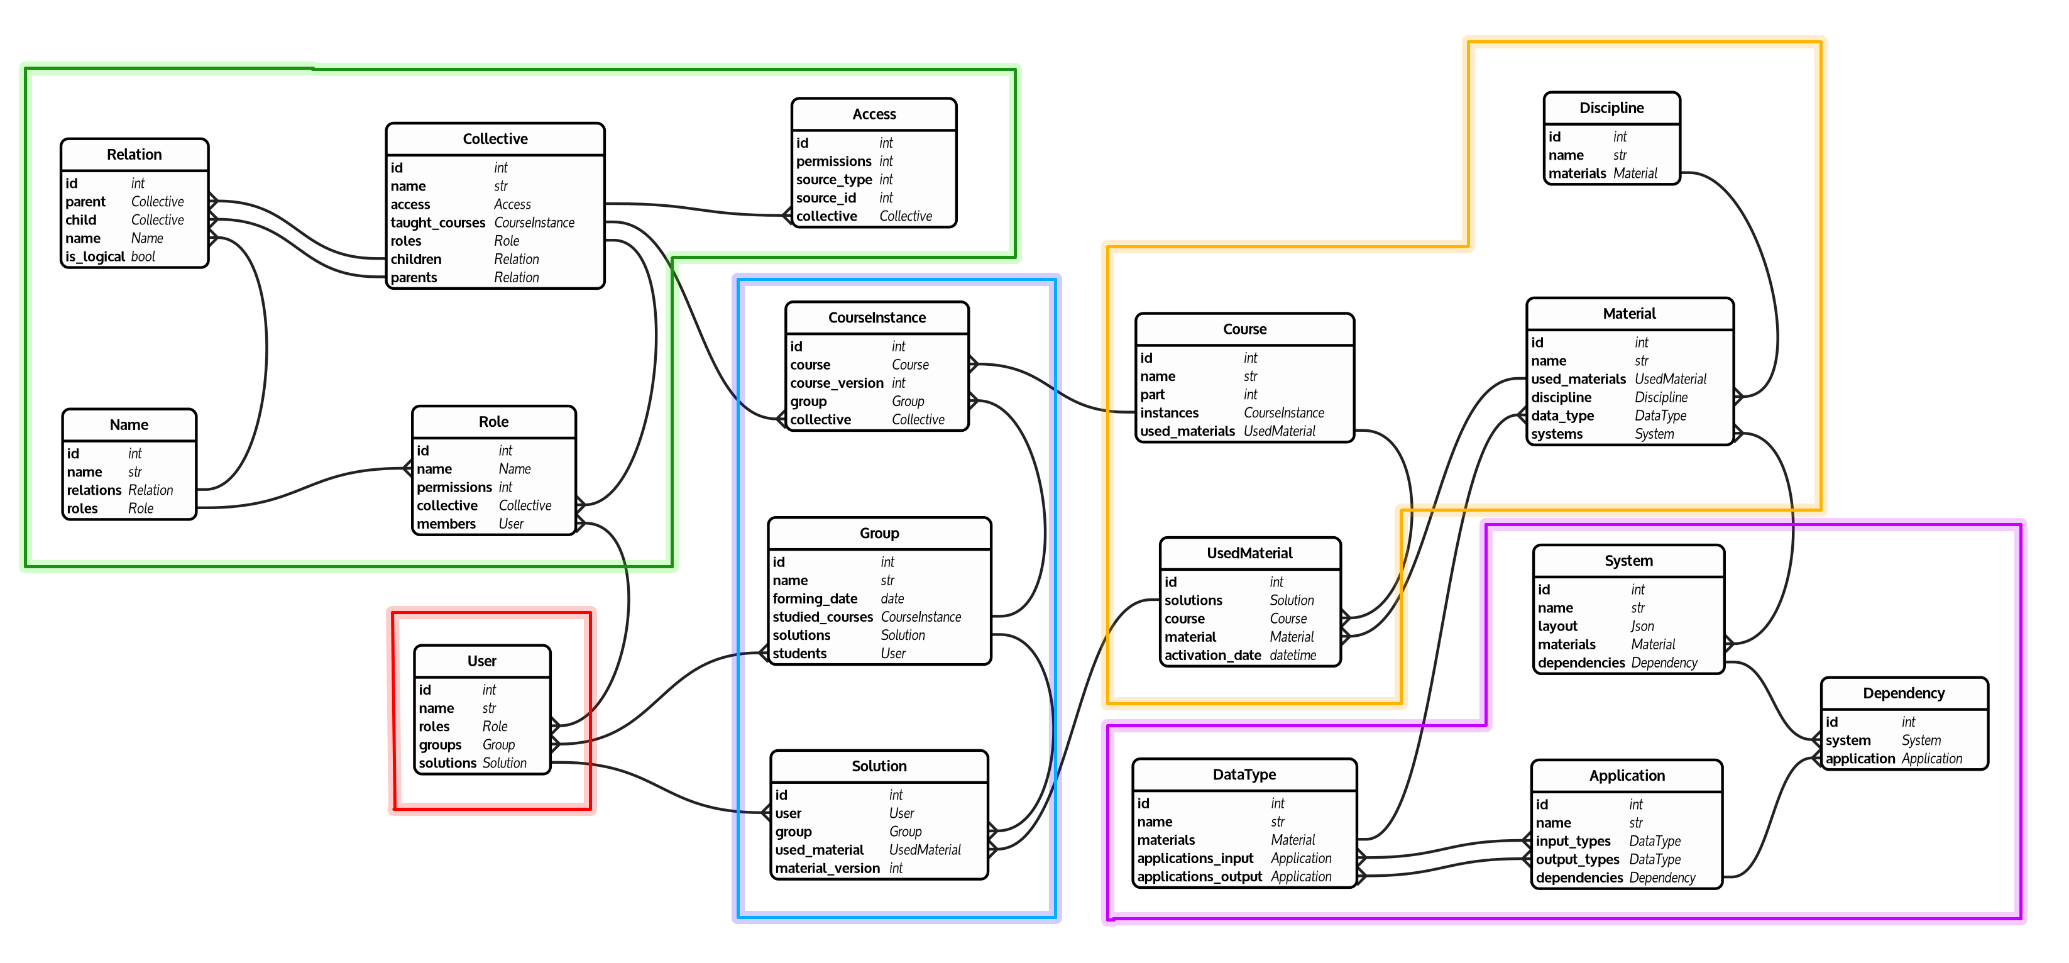 Relation
id int
parent Collective
child Collective
name Name
is_logical bool
Collective
id int
name str
access Access
taught_courses CourseInstance
roles Role
children Relation
parents Relation
Access
id int
permissions int
source_type int
source_id int
collective Collective
Name
id int
name str
relations Relation
roles Role
Role
id int
name Name
permissions int
collective Collective
members User
User
id int
name str
roles Role
groups Group
solutions Solution
CourseInstance
id int
course Course
course_version int
group Group
collective Collective
Group
id int
name str
forming_date date
studied_courses CourseInstance
solutions Solution
students User
Solution
id int
user User
group Group
used_material UsedMaterial
material_version int
Discipline
id int
name str
materials Material
Course
id int
name str
part int
instances CourseInstance
used_materials UsedMaterial
Material
id int
name str
used_materials UsedMaterial
discipline Discipline
data_type DataType
systems System
UsedMaterial
id int
solutions Solution
course Course
material Material
activation_date datetime
System
id int
name str
layout Json
materials Material
dependencies Dependency
Dependency
id int
system System
application Application
DataType
id int
name str
materials Material
applications_input Application
applications_output Application
Application
id int
name str
input_types DataType
output_types DataType
dependencies Dependency